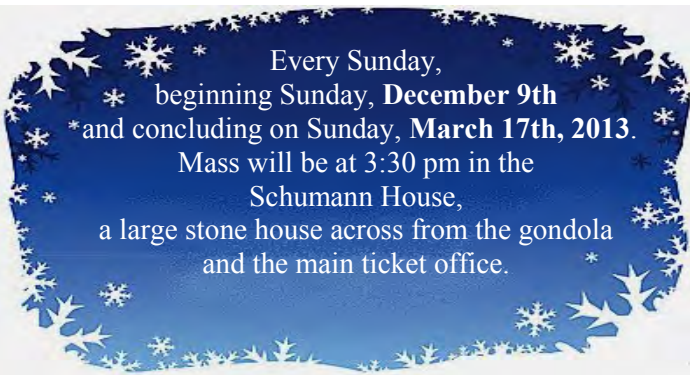 Every Sunday,
beginning Sunday, December 9th
and concluding on Sunday, March 17th, 2013.
Mass will be at 3:30 pm in the
Schumann House,
a large stone house across from the gondola
and the main ticket office.